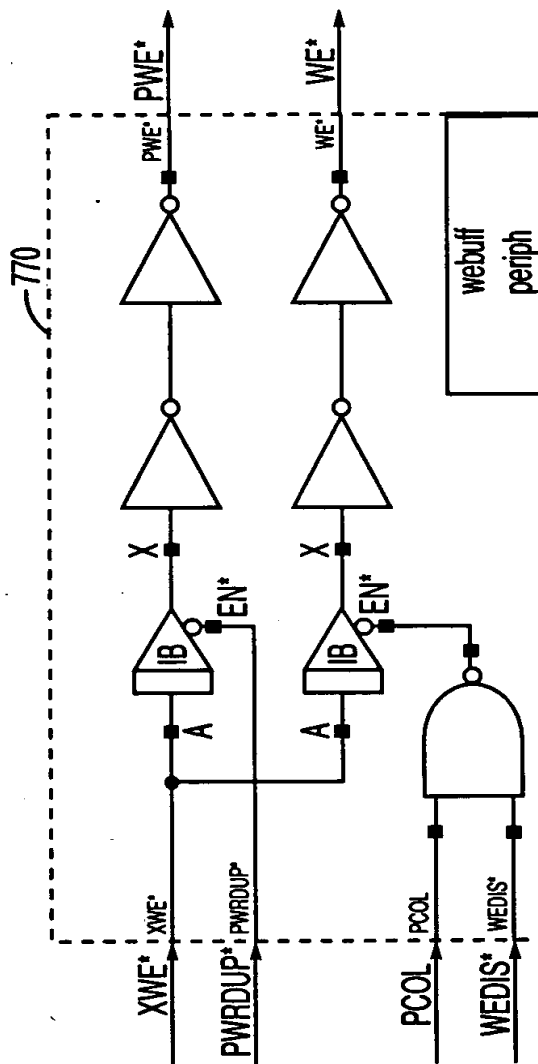 770
XWE*
XWE*
A
IB
X
EN*
PWE*
PWE*
PWRDUP*
PWRDUP*
A
IB
X
EN*
WE*
WE*
PCOL
PCOL
WEDIS*
WEDIS*
webuff
periph